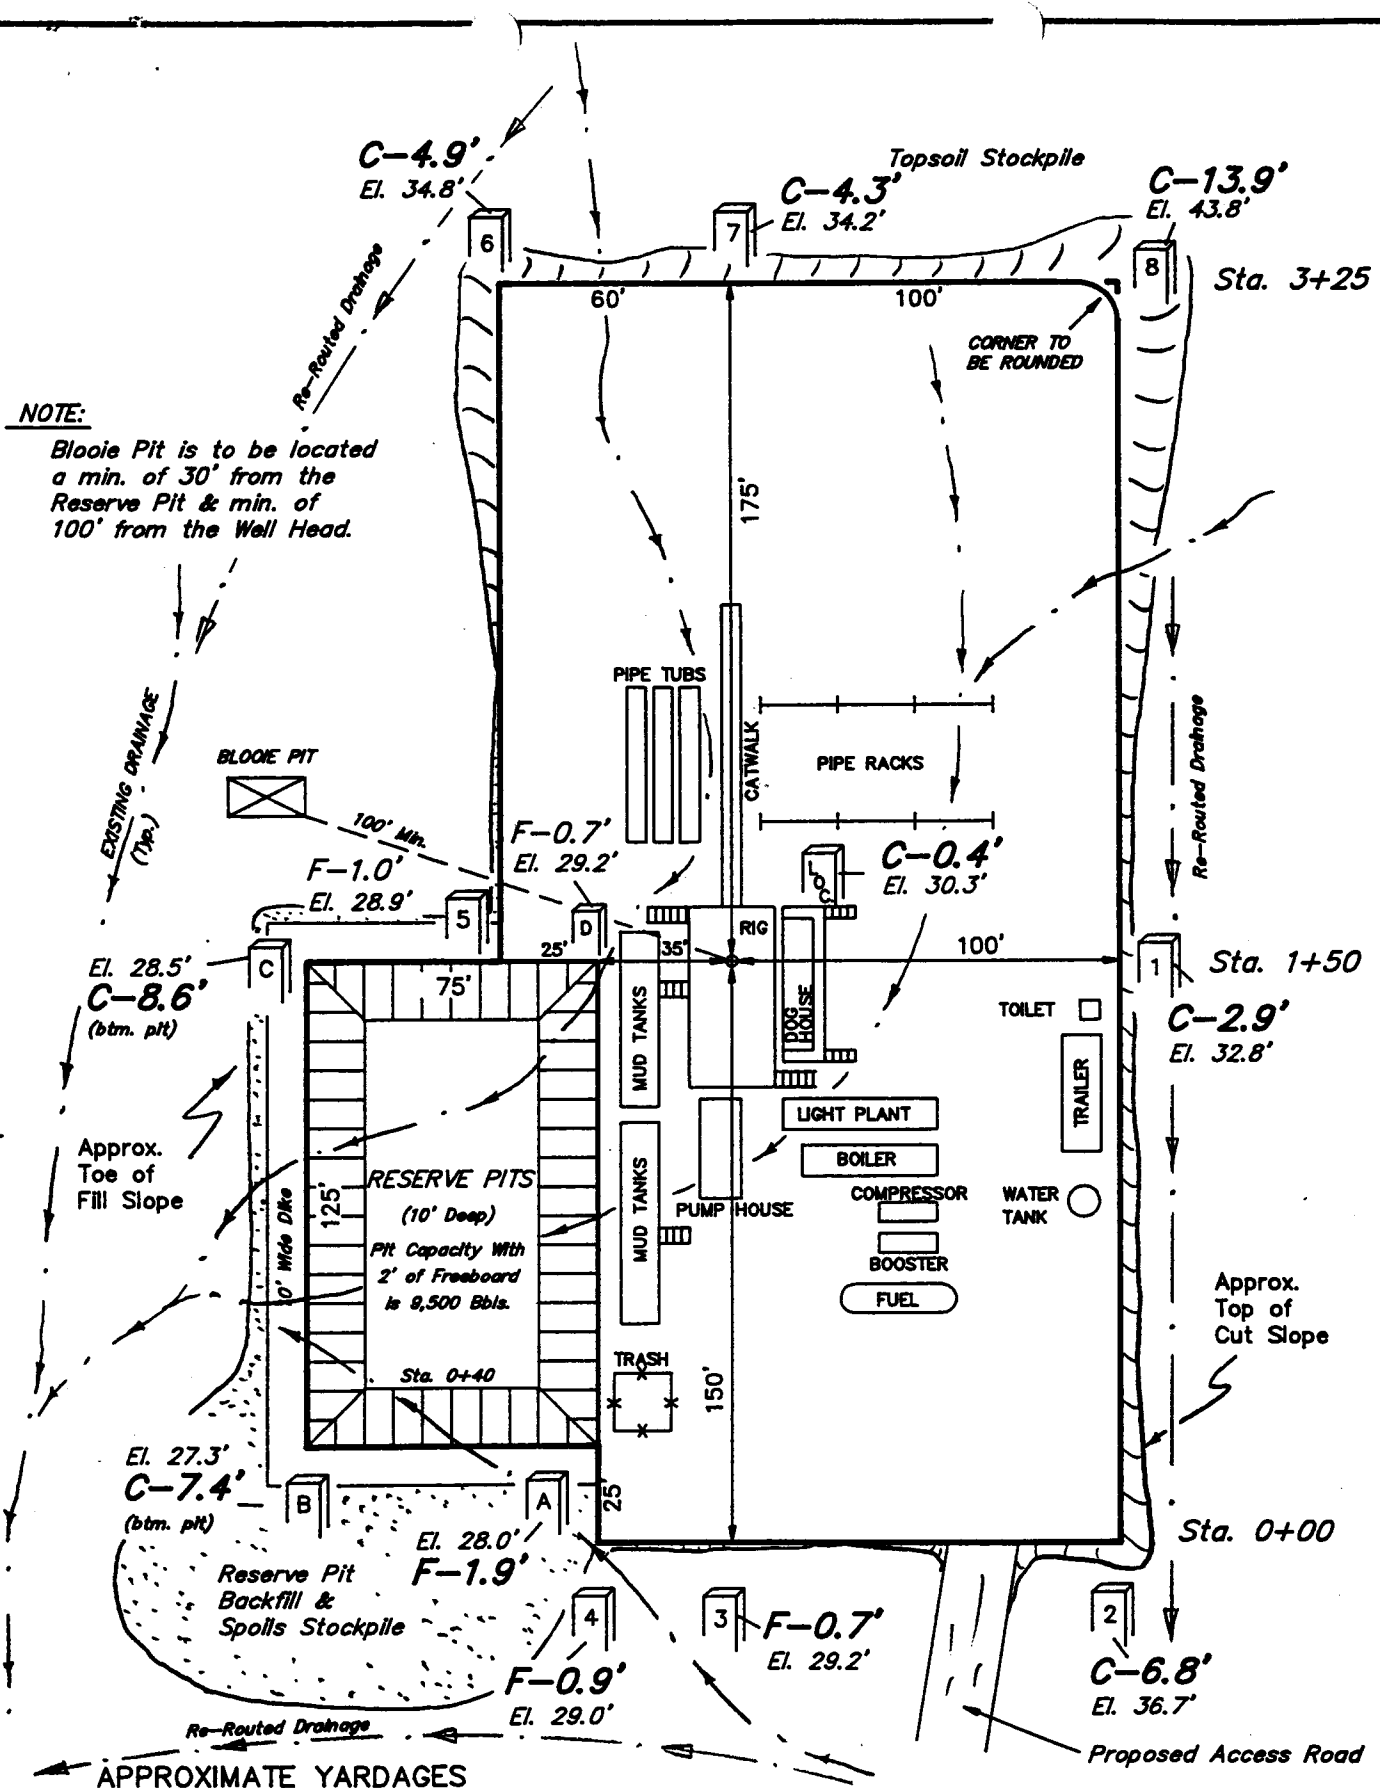 C-4.9'
El. 34.8'
6
Topsoil Stockpile
C-4.3'
El. 34.2'
7
C-13.9'
El. 43.8'
8
Sta. 3+25
60'
100'
CORNER TO
BE ROUNDED
Re-Routed Drainage
NOTE:
Blooie Pit is to be located
a min. of 30' from the
Reserve Pit & min. of
100' from the Well Head.
175'
PIPE TUBS
CATWALK
PIPE RACKS
Re-Routed Drainage
EXISTING DRAINAGE
(Typ.)
BLOOIE PIT
100' Min.
F-0.7'
El. 29.2'
F-1.0'
El. 28.9'
5
D
LOC.
C-0.4'
El. 30.3'
RIG
25'
35'
100'
1
Sta. 1+50
C-2.9'
El. 32.8'
C
El. 28.5'
C-8.6'
(btm. pit)
75'
MUD TANKS
DOG
HOUSE
TOILET
TRAILER
LIGHT PLANT
BOILER
COMPRESSOR
BOOSTER
FUEL
WATER
TANK
PUMP HOUSE
MUD TANKS
Approx.
Toe of
Fill Slope
125'
RESERVE PITS
(10' Deep)
Pit Capacity With
2' of Freeboard
is 9,500 Bbls.
Sta. 0+40
Wide Dike
TRASH
150'
Approx.
Top of
Cut Slope
El. 27.3'
C-7.4'
(btm. pit)
B
A
25'
El. 28.0'
F-1.9'
Sta. 0+00
Reserve Pit
Backfill &
Spoils Stockpile
4
F-0.9'
El. 29.0'
3
F-0.7'
El. 29.2'
2
C-6.8'
El. 36.7'
Re-Routed Drainage
Proposed Access Road
APPROXIMATE YARDAGES